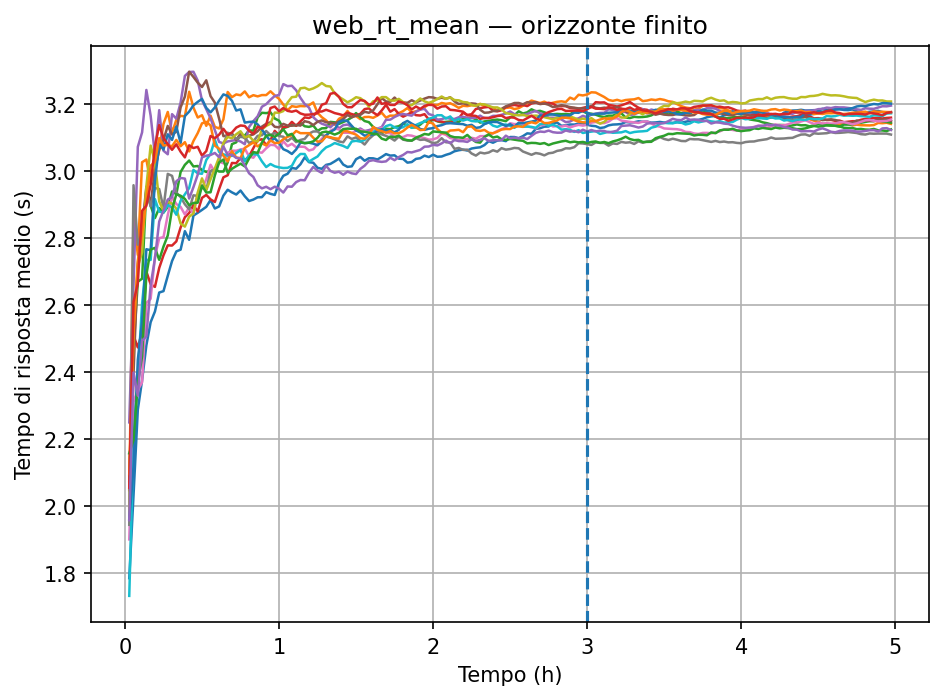 web_rt_mean — orizzonte finito
Tempo di risposta medio (s)
3.2
3.0
2.8
2.6
2.4
2.2
2.0
1.8
0 1 2 3 4 5
Tempo (h)